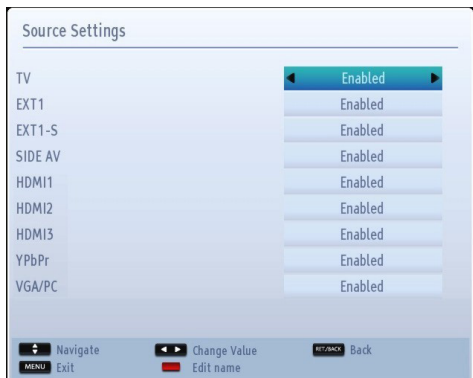 Source Settings
TV Enabled
EXT1 Enabled
EXT1-S Enabled
SIDE AV Enabled
HDMI1 Enabled
HDMI2 Enabled
HDMI3 Enabled
YPbPr Enabled
VGA/PC Enabled
Navigate Change Value RET./BACK Back
MENU Exit Edit name